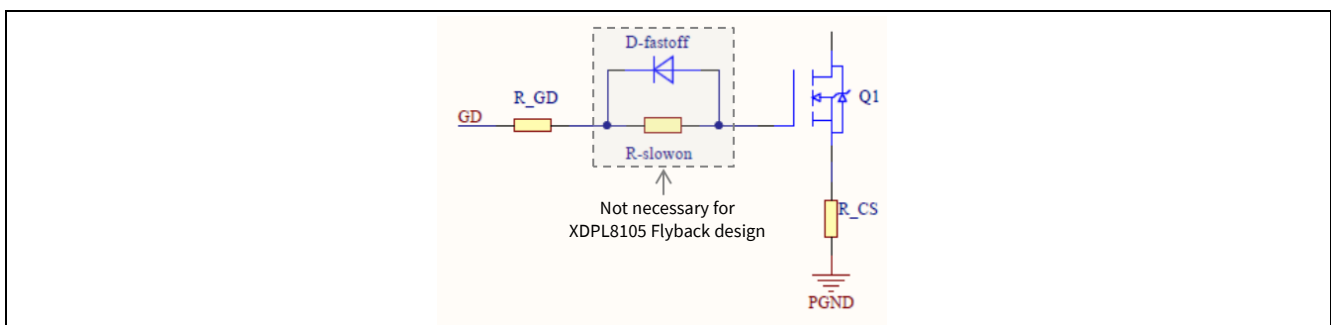 D-fastoff
R_GD
GD
Q1
R-slowon
Not necessary for
XDPL8105 Flyback design
R_CS
PGND